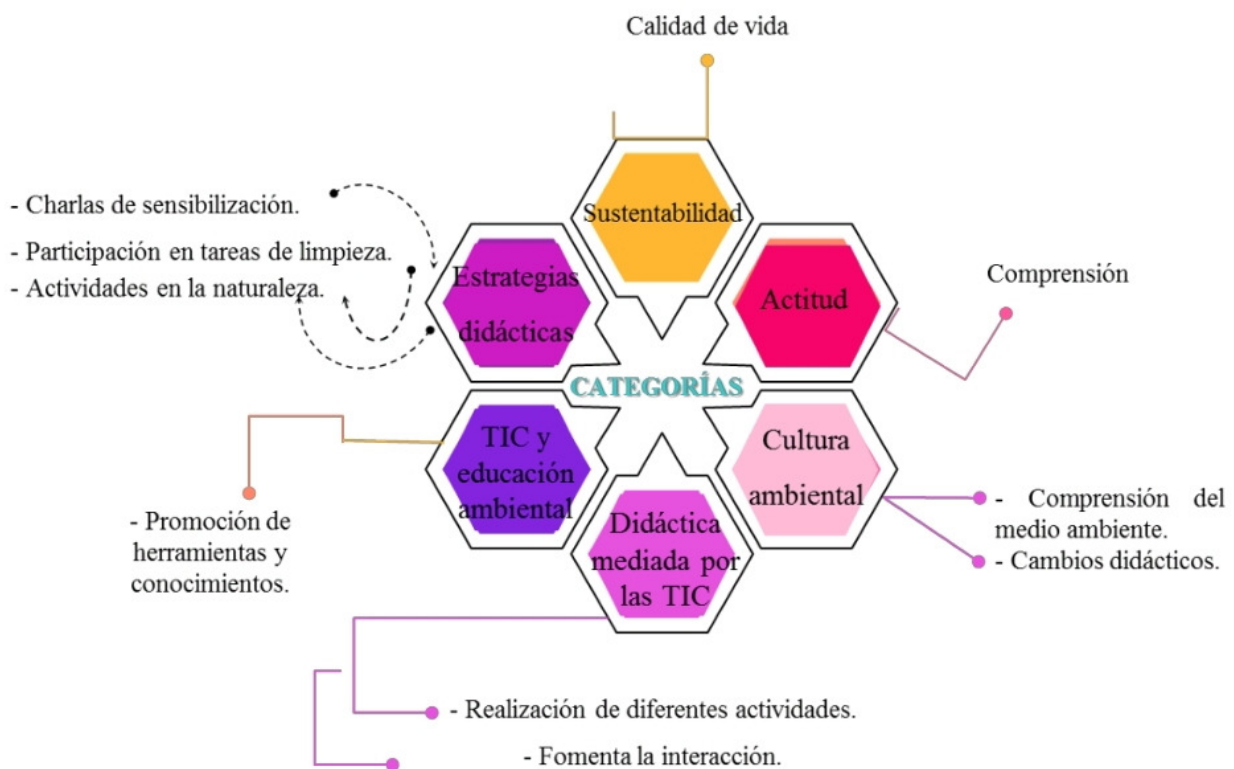 Calidad de vida
Sustentabilidad
- Charlas de sensibilización.
- Participación en tareas de limpieza.
- Actividades en la naturaleza.
Estrategias
didácticas
Actitud
Comprensión
CATEGORÍAS
TIC y
educación
ambiental
Cultura
ambiental
- Promoción de
herramientas y
conocimientos.
Didáctica
mediada por
las TIC
- Comprensión del
medio ambiente.
- Cambios didácticos.
- Realización de diferentes actividades.
- Fomenta la interacción.